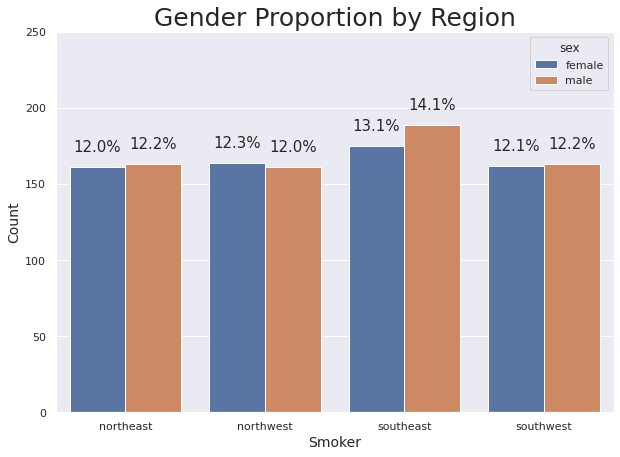 Gender Proportion by Region
250
200
150
100
50
0
Count
sex
female
male
12.0%
12.2%
12.3%
12.0%
13.1%
14.1%
12.1%
12.2%
northeast
northwest
southeast
southwest
Smoker